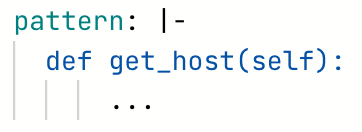 pattern: |-
  def get_host(self):
      ...